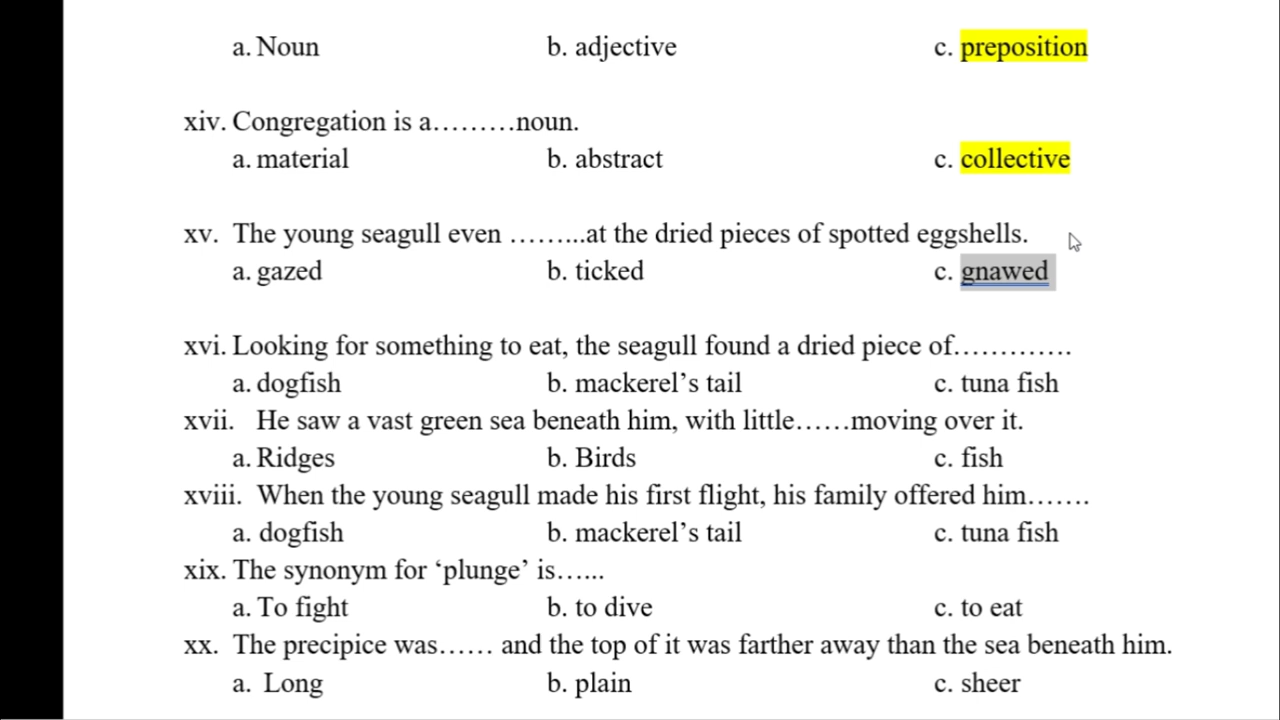 a. Noun b. adjective c. preposition
xiv. Congregation is a………noun.
a. material b. abstract c. collective
xv. The young seagull even ……...at the dried pieces of spotted eggshells.
a. gazed b. ticked c. gnawed
xvi. Looking for something to eat, the seagull found a dried piece of………….
a. dogfish b. mackerel’s tail c. tuna fish
xvii. He saw a vast green sea beneath him, with little……moving over it.
a. Ridges b. Birds c. fish
xviii. When the young seagull made his first flight, his family offered him…….
a. dogfish b. mackerel’s tail c. tuna fish
xix. The synonym for ‘plunge’ is…...
a. To fight b. to dive c. to eat
xx. The precipice was…… and the top of it was farther away than the sea beneath him.
a. Long b. plain c. sheer